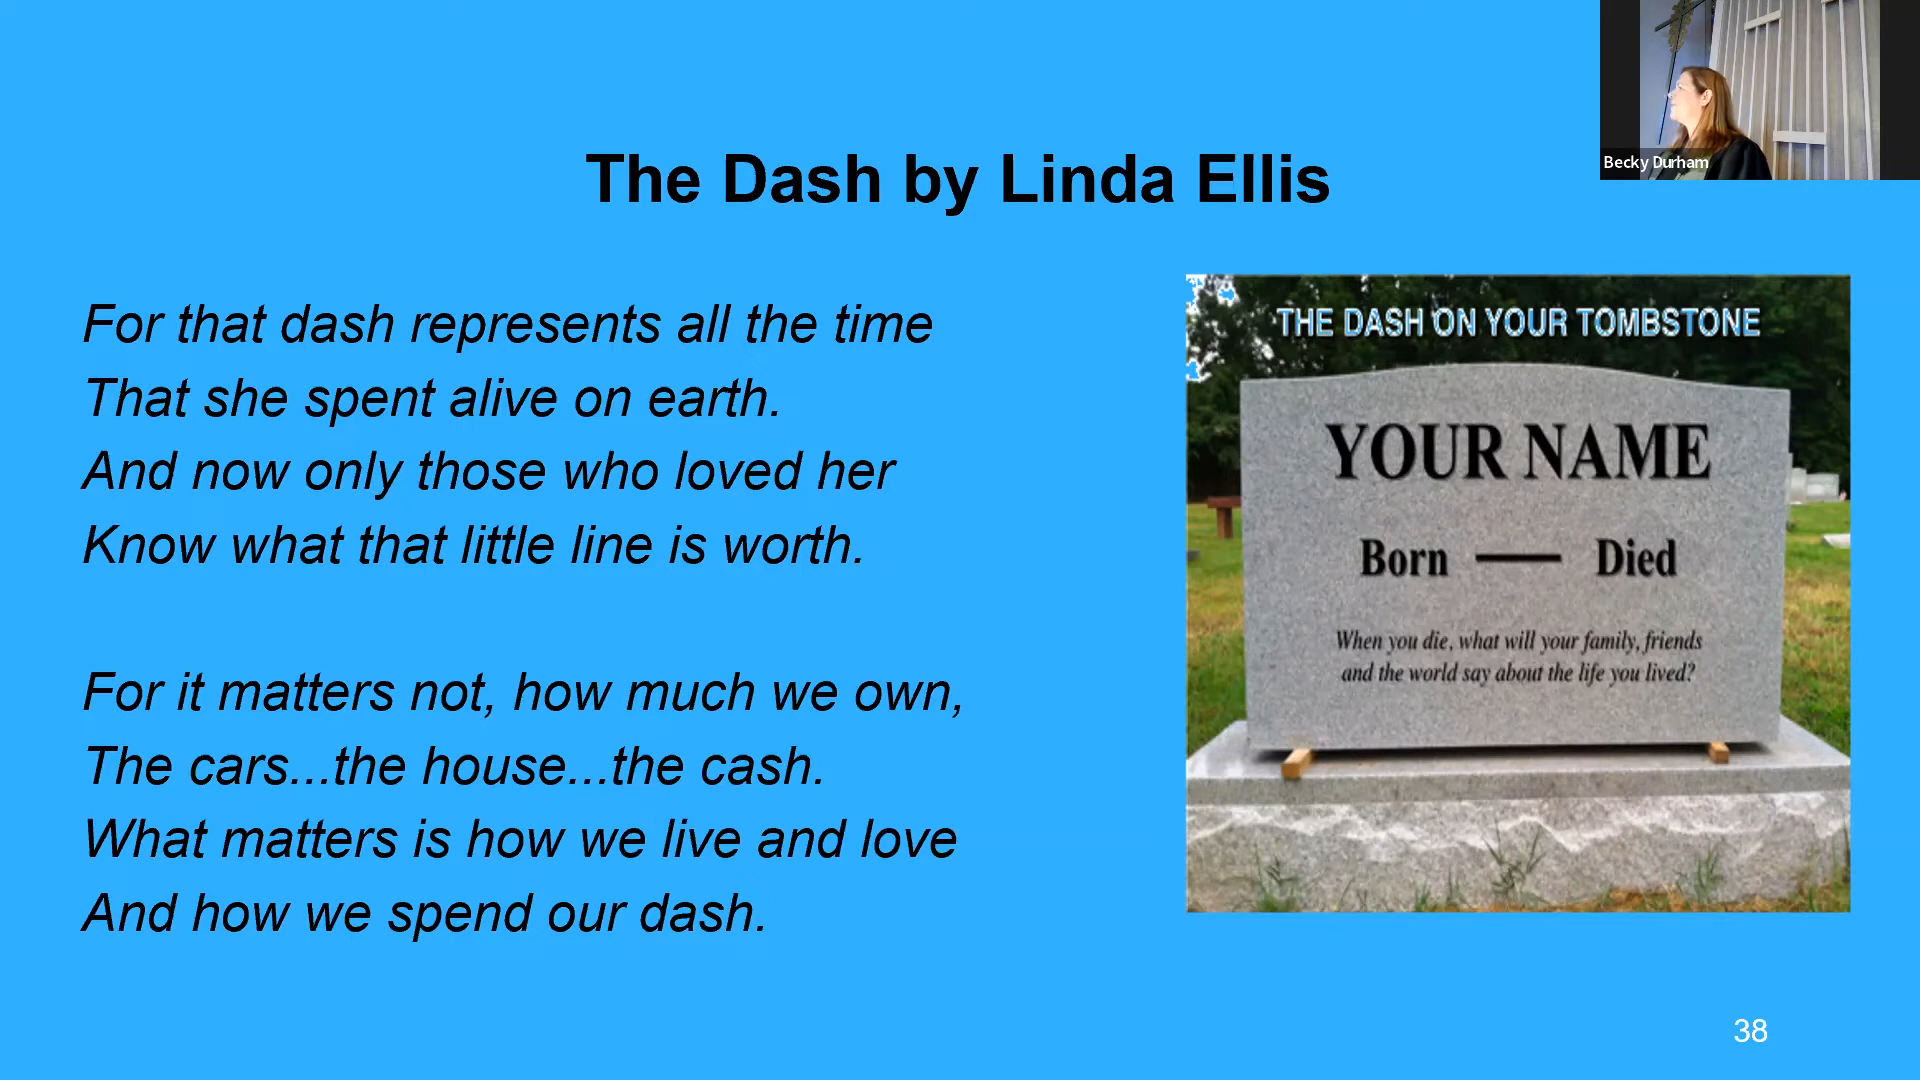 Becky Durham
The Dash by Linda Ellis
For that dash represents all the time
That she spent alive on earth.
And now only those who loved her
Know what that little line is worth.
For it matters not, how much we own,
The cars...the house...the cash.
What matters is how we live and love
And how we spend our dash.
THE DASH ON YOUR TOMBSTONE
YOUR NAME
Born — Died
When you die, what will your family, friends
and the world say about the life you lived?
38